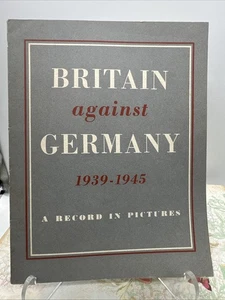 BRITAIN
against
GERMANY
1939-1945
A RECORD IN PICTURES